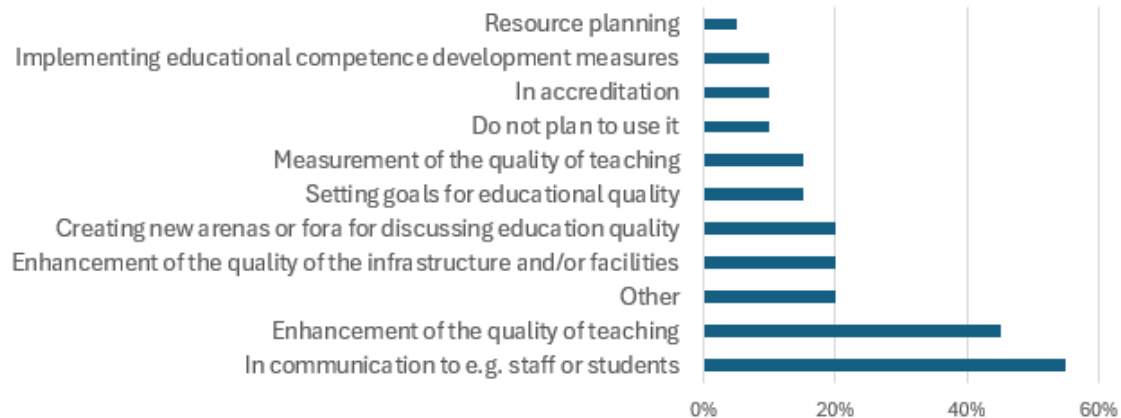 Resource planning
Implementing educational competence development measures
In accreditation
Do not plan to use it
Measurement of the quality of teaching
Setting goals for educational quality
Creating new arenas or fora for discussing education quality
Enhancement of the quality of the infrastructure and/or facilities
Other
Enhancement of the quality of teaching
In communication to e.g. staff or students
0% 20% 40% 60%